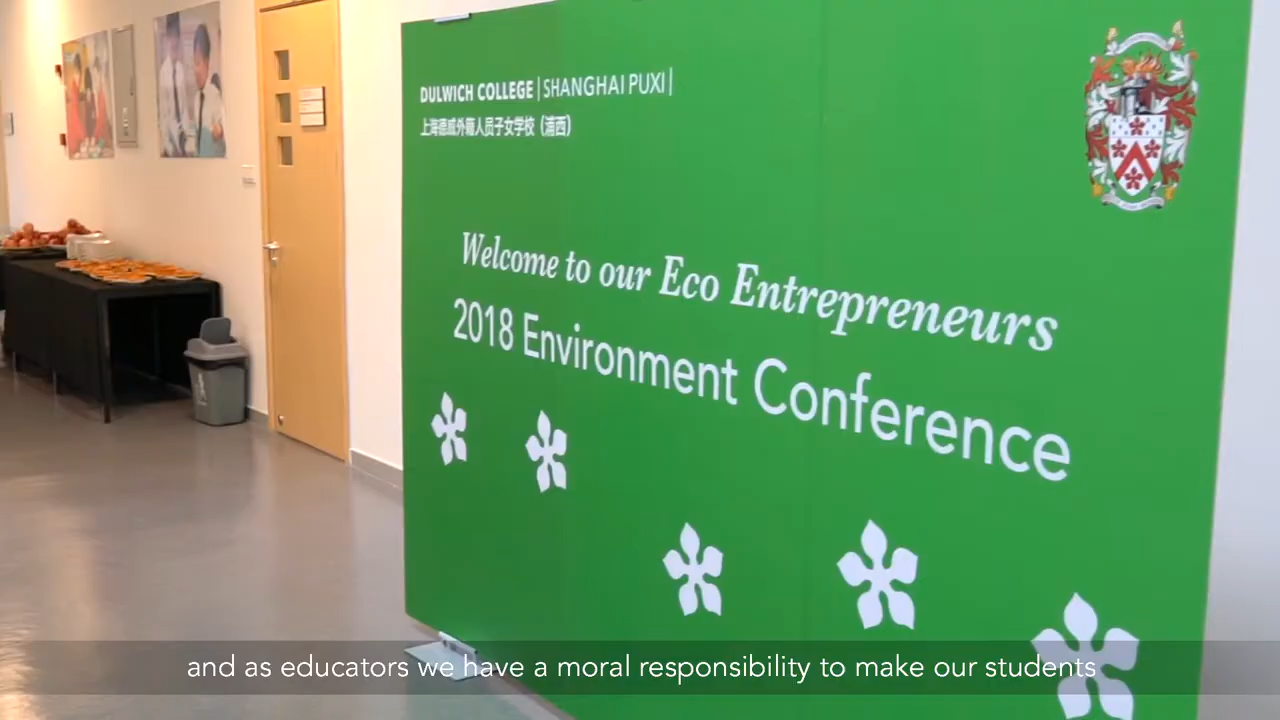 DULWICH COLLEGE | SHANGHAI PUXI |
上海德威外籍人员子女学校（浦西）
Welcome to our Eco Entrepreneurs
2018 Environment Conference
and as educators we have a moral responsibility to make our students